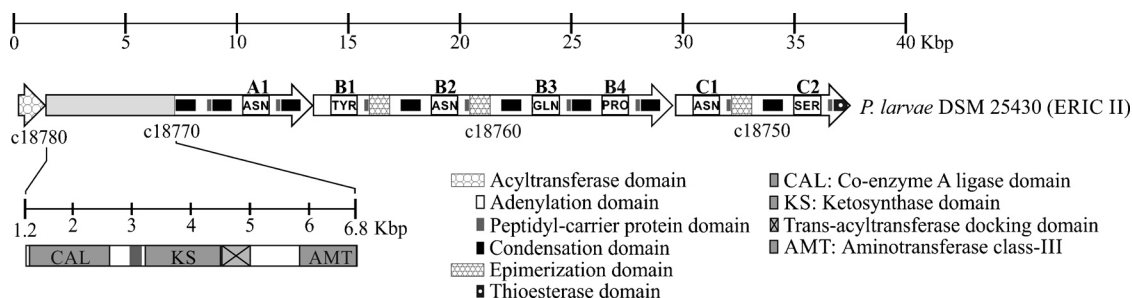 0 5 10 15 20 25 30 35 40 Kbp
A1 B1 B2 B3 B4 C1 C2
ASN TYR ASN GLN PRO ASN SER
P. larvae DSM 25430 (ERIC II)
c18780 c18770 c18760 c18750
1.2 2 3 4 5 6 6.8 Kbp
CAL KS AMT
Acyltransferase domain
Adenylation domain
Peptidyl-carrier protein domain
Condensation domain
Epimerization domain
Thioesterase domain
CAL: Co-enzyme A ligase domain
KS: Ketosynthase domain
Trans-acyltransferase docking domain
AMT: Aminotransferase class-III